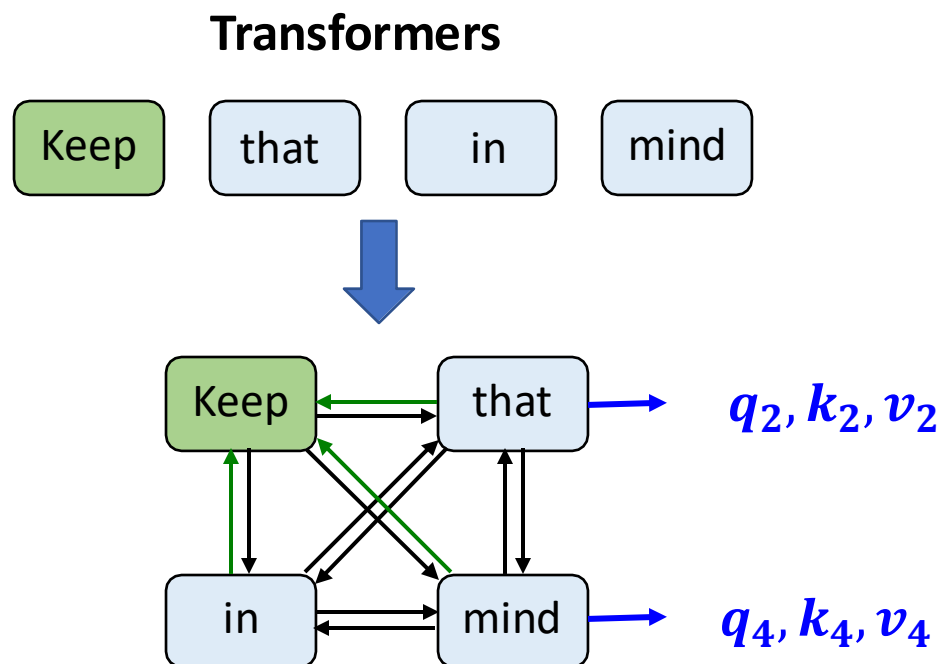 Transformers
Keep that in mind
Keep that q₂, k₂, v₂
in mind q₄, k₄, v₄